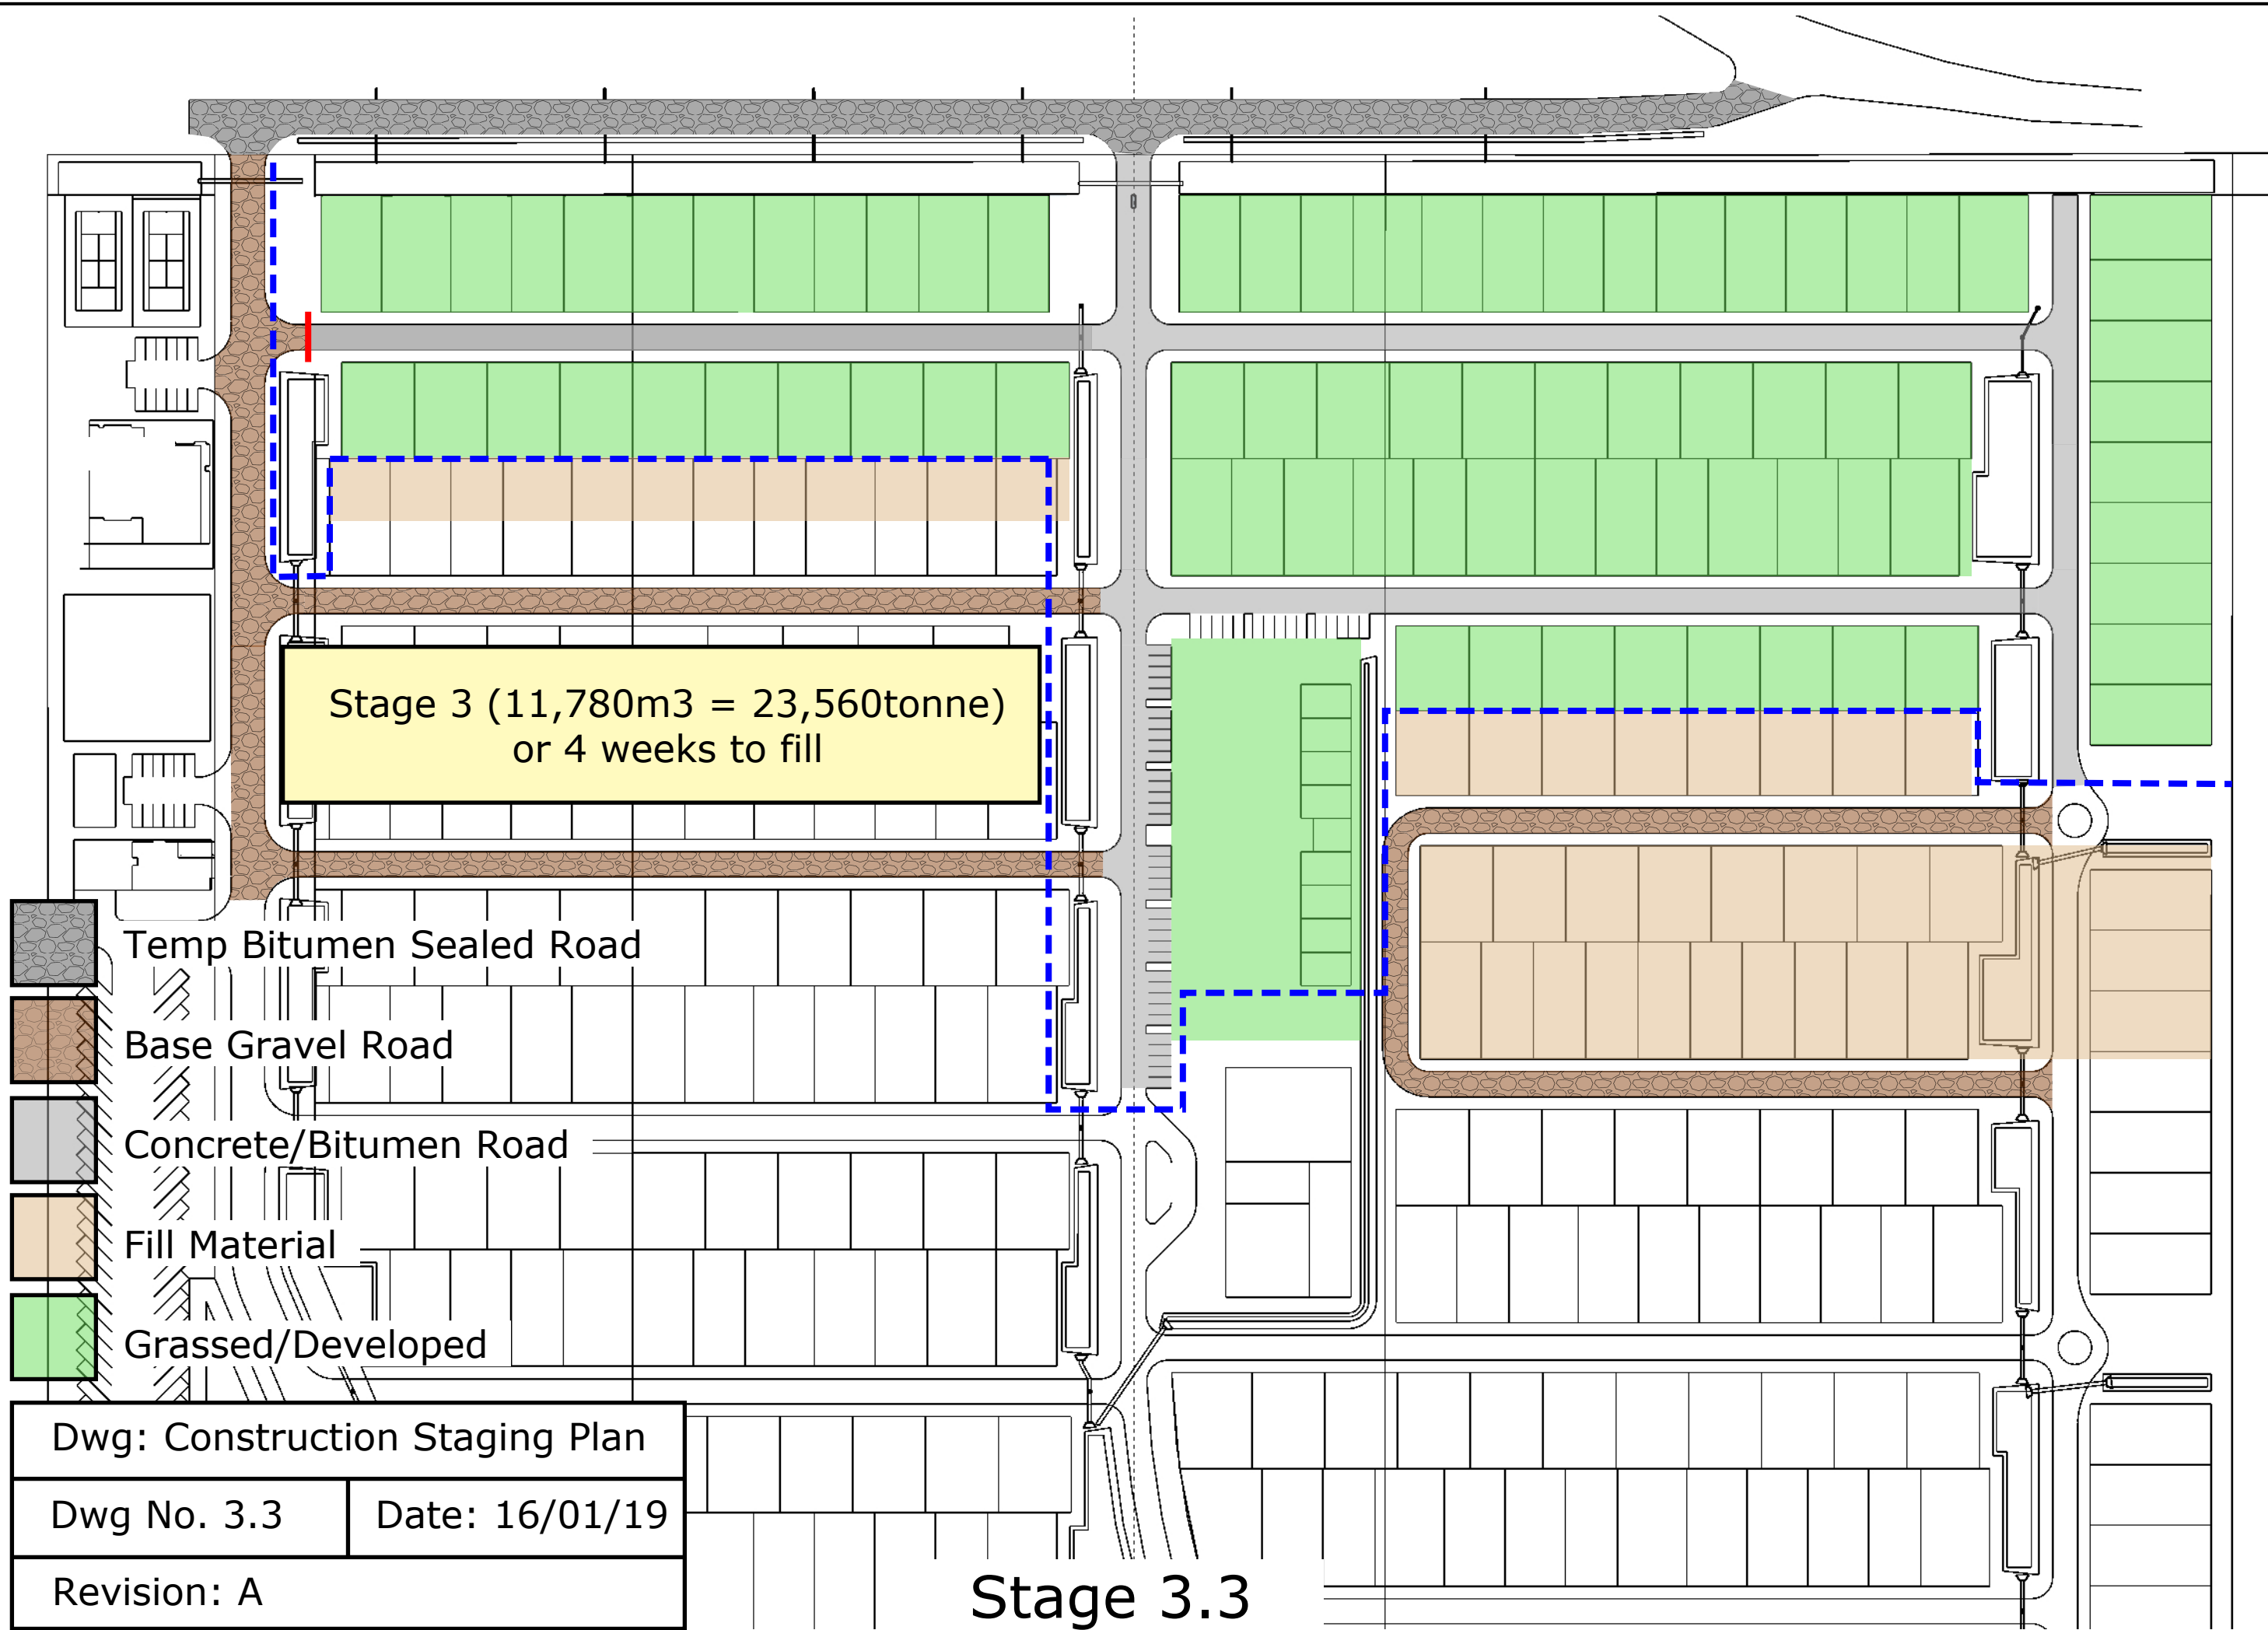 Stage 3 (11,780m3 = 23,560tonne)
or 4 weeks to fill
Temp Bitumen Sealed Road
Base Gravel Road
Concrete/Bitumen Road
Fill Material
Grassed/Developed
Dwg: Construction Staging Plan
Dwg No. 3.3
Date: 16/01/19
Revision: A
Stage 3.3